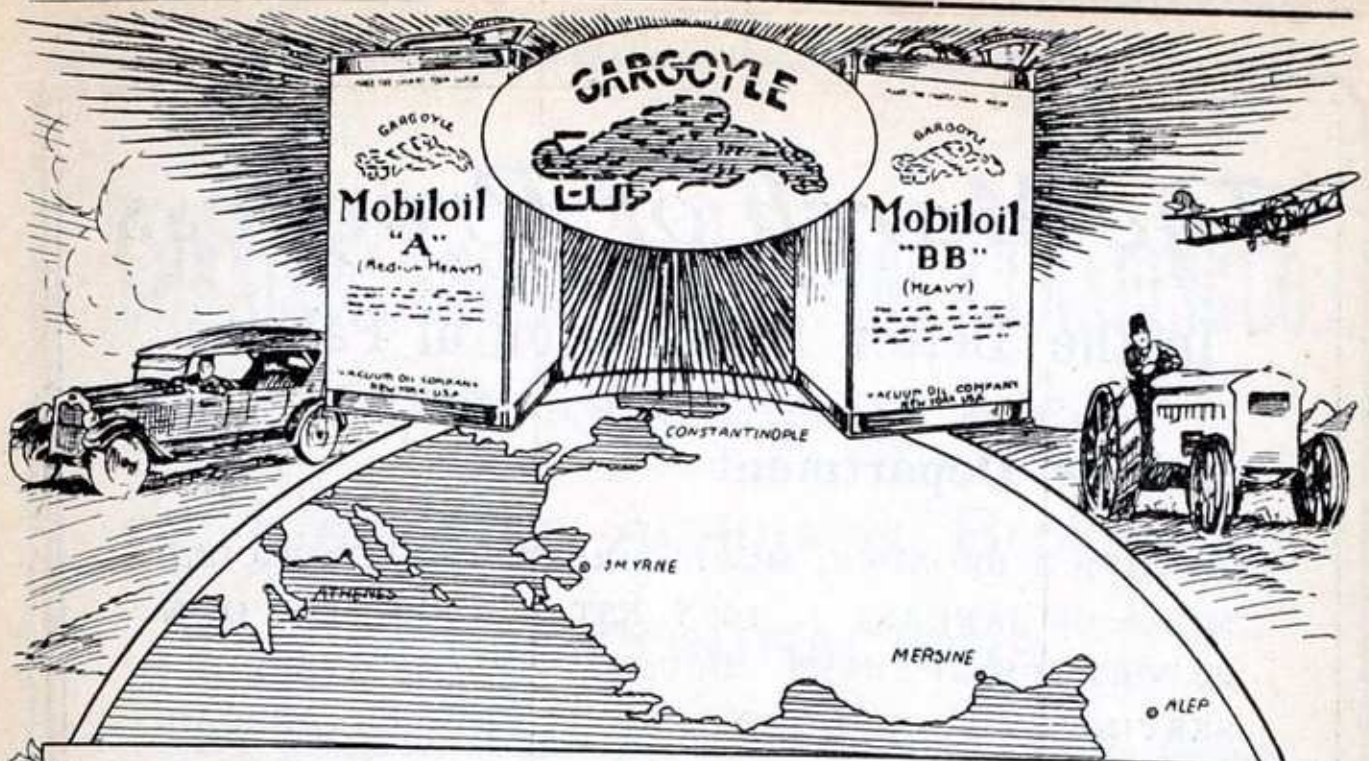 GARGOYLE
GARGOYLE
Mobiloil
"A"
(MEDIUM HEAVY)
VACUUM OIL COMPANY
NEW YORK U.S.A
GARGOYLE
Mobiloil
"BB"
(HEAVY)
VACUUM OIL COMPANY
NEW YORK U.S.A
CONSTANTINOPLE
SMYRNE
ATHENES
MERSINE
ALEP